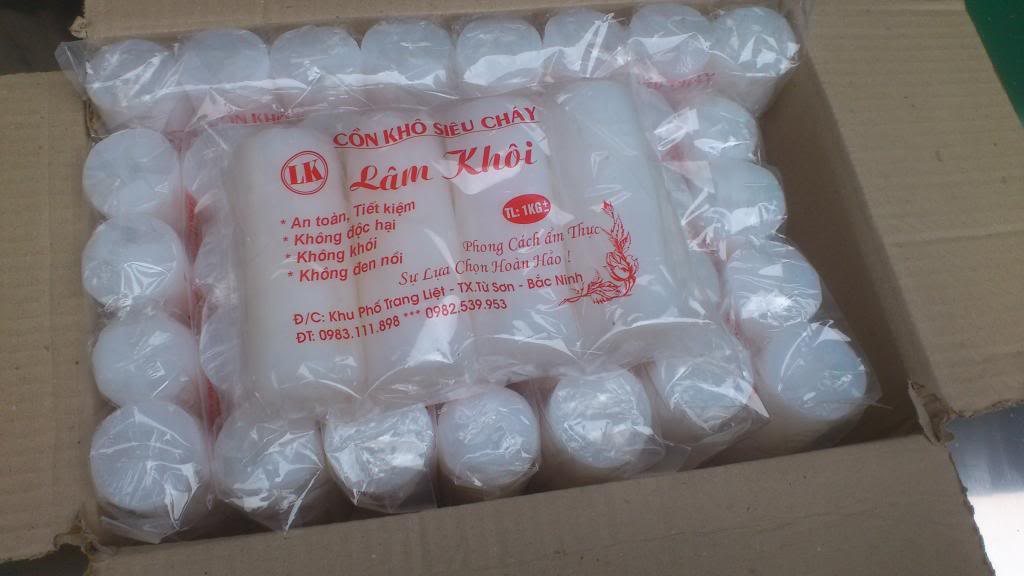 CỒN KHÔ SIÊU CHÁY
LK
Lâm Khôi
TL: 1KG±
* An toàn, Tiết kiệm
* Không độc hại
* Không khói
* Không đen nồi
Phong Cách ẩm Thực
Sự Lựa Chọn Hoàn Hảo !
Đ/C: Khu Phố Trang Liệt - TX.Từ Sơn - Bắc Ninh
ĐT: 0983.111.898 *** 0982.539.953